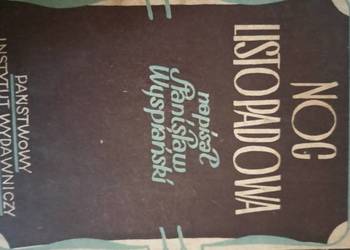 NOC
LISTOPADOWA
napisał
Stanisław
Wyspiański
PAŃSTWOWY
INSTYTUT WYDAWNICZY